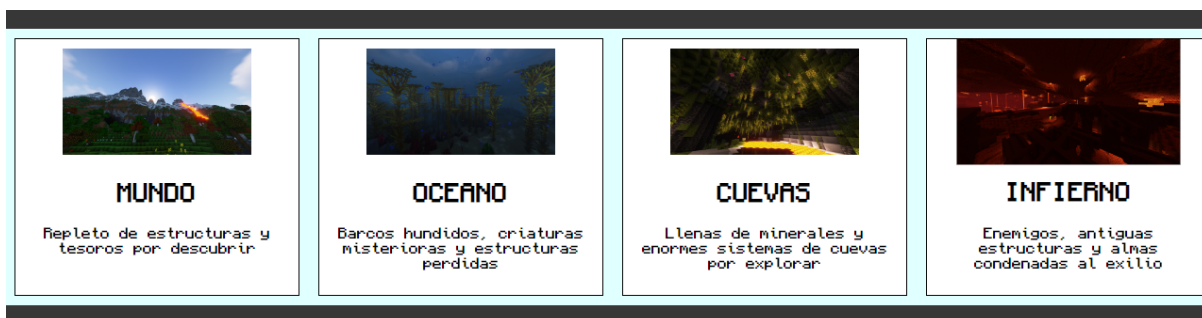 MUNDO
Repleto de estructuras y
tesoros por descubrir
OCEANO
Barcos hundidos, criaturas
misterioras y estructuras
perdidas
CUEVAS
Llenas de minerales y
enormes sistemas de cuevas
por explorar
INFIERNO
Enemigos, antiguas
estructuras y almas
condenadas al exilio